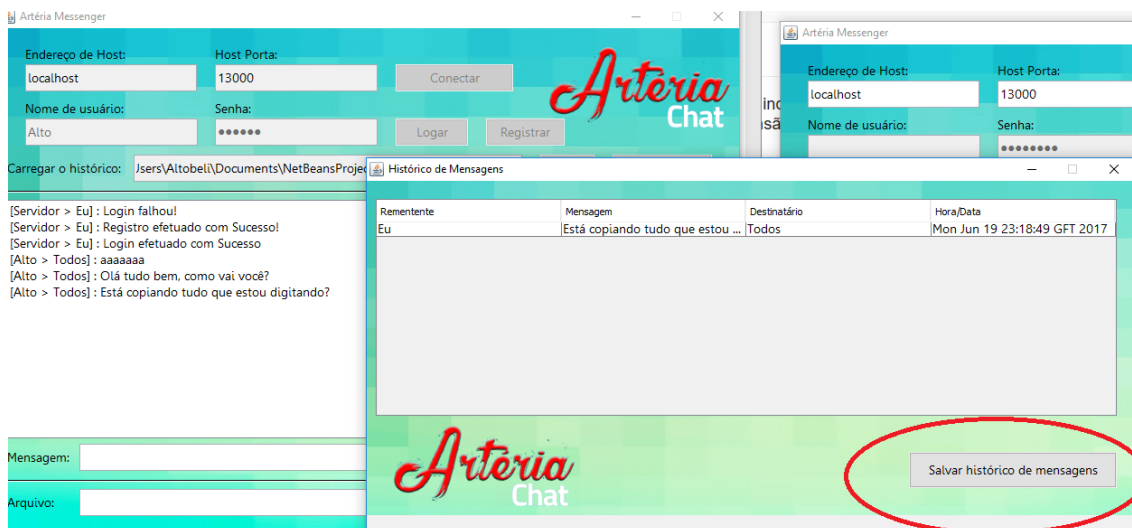 Artéria Messenger
Endereço de Host:
Host Porta:
localhost
13000
Conectar
Nome de usuário:
Senha:
Alto
●●●●●●
Logar
Registrar
Artéria
Chat
Carregar o histórico:
Jsers\Altobeli\Documents\NetBeansProjec
[Servidor > Eu] : Login falhou!
[Servidor > Eu] : Registro efetuado com Sucesso!
[Servidor > Eu] : Login efetuado com Sucesso
[Alto > Todos] : aaaaaaa
[Alto > Todos] : Olá tudo bem, como vai você?
[Alto > Todos] : Está copiando tudo que estou digitando?
Mensagem:
Arquivo:
Artéria Messenger
Endereço de Host:
Host Porta:
localhost
13000
Nome de usuário:
Senha:
●●●●●●●●
Histórico de Mensagens
Rementente Mensagem Destinatário Hora/Data
Eu Está copiando tudo que estou ... Todos Mon Jun 19 23:18:49 GFT 2017
Artéria
Chat
Salvar histórico de mensagens